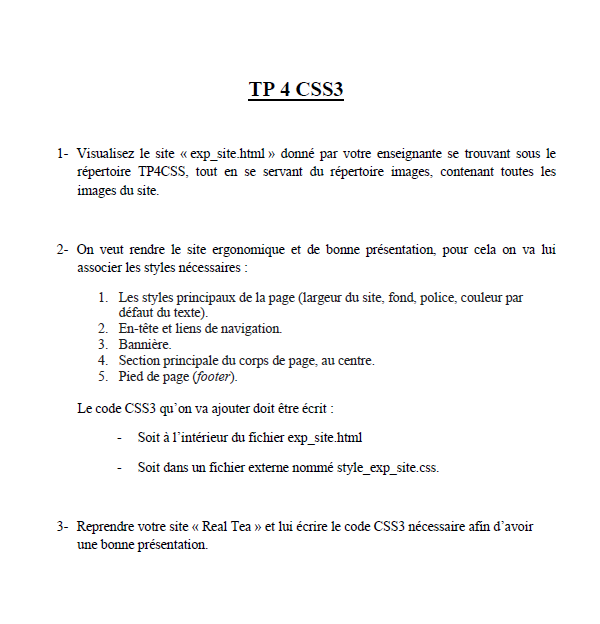 TP 4 CSS3
1- Visualisez le site « exp_site.html » donné par votre enseignante se trouvant sous le
répertoire TP4CSS, tout en se servant du répertoire images, contenant toutes les
images du site.
2- On veut rendre le site ergonomique et de bonne présentation, pour cela on va lui
associer les styles nécessaires :
1. Les styles principaux de la page (largeur du site, fond, police, couleur par
défaut du texte).
2. En-tête et liens de navigation.
3. Bannière.
4. Section principale du corps de page, au centre.
5. Pied de page (footer).
Le code CSS3 qu'on va ajouter doit être écrit :
- Soit à l'intérieur du fichier exp_site.html
- Soit dans un fichier externe nommé style_exp_site.css.
3- Reprendre votre site « Real Tea » et lui écrire le code CSS3 nécessaire afin d'avoir
une bonne présentation.